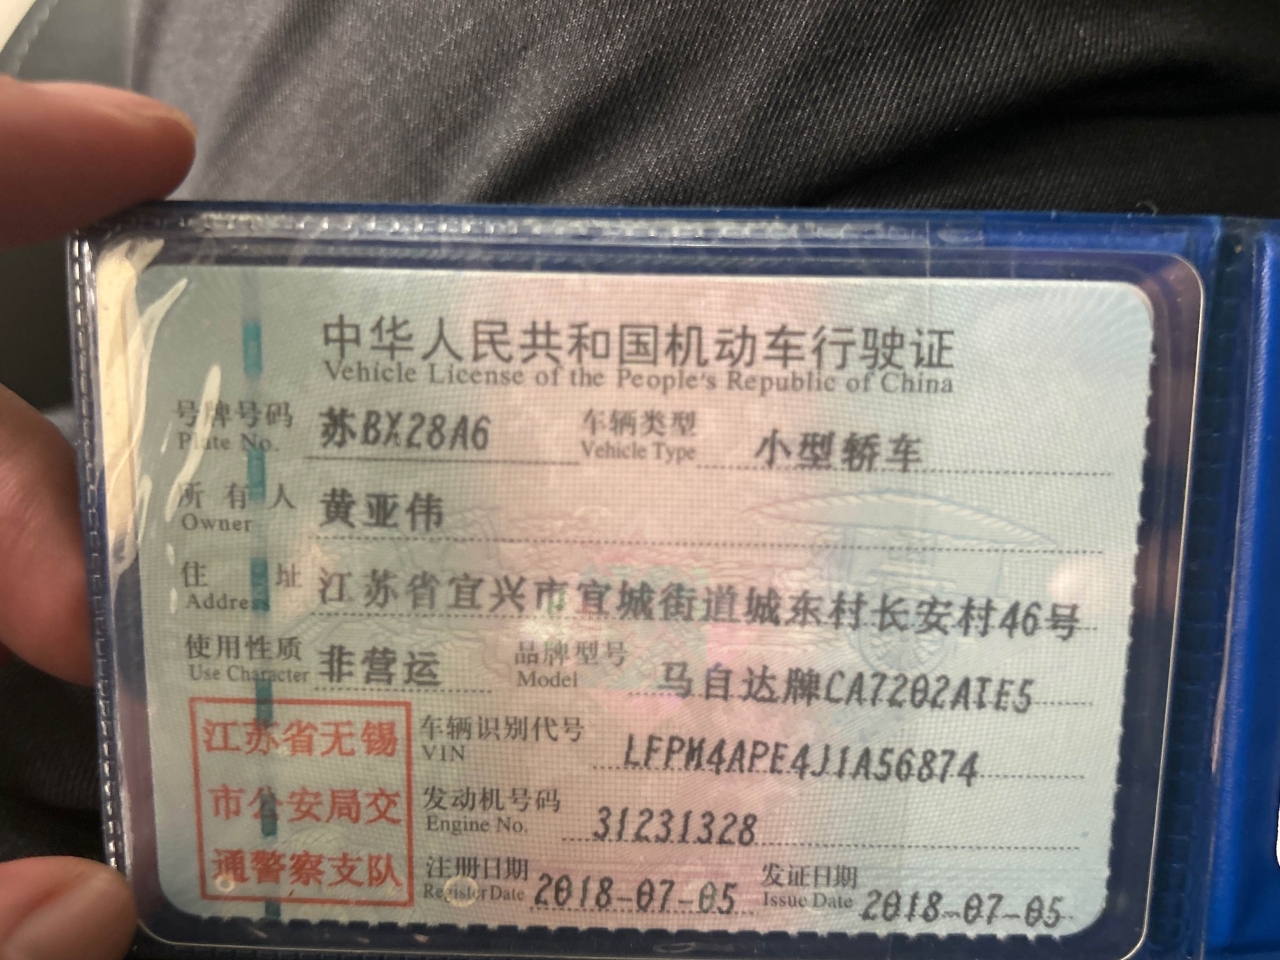 中华人民共和国机动车行驶证
Vehicle License of the People's Republic of China
号牌号码 苏BX28A6 车辆类型 小型轿车
Plate No. Vehicle Type
所有人 黄亚伟
Owner
住址 江苏省宜兴市宜城街道城东村长安村46号
Address
使用性质 非营运 品牌型号 马自达牌CA7202ATE5
Use Character Model
江苏省无锡
市公安局交
通警察支队
车辆识别代号 LFPM4APE4J1A56874
VIN
发动机号码 31231328
Engine No.
注册日期 2018-07-05 发证日期 2018-07-05
Register Date Issue Date